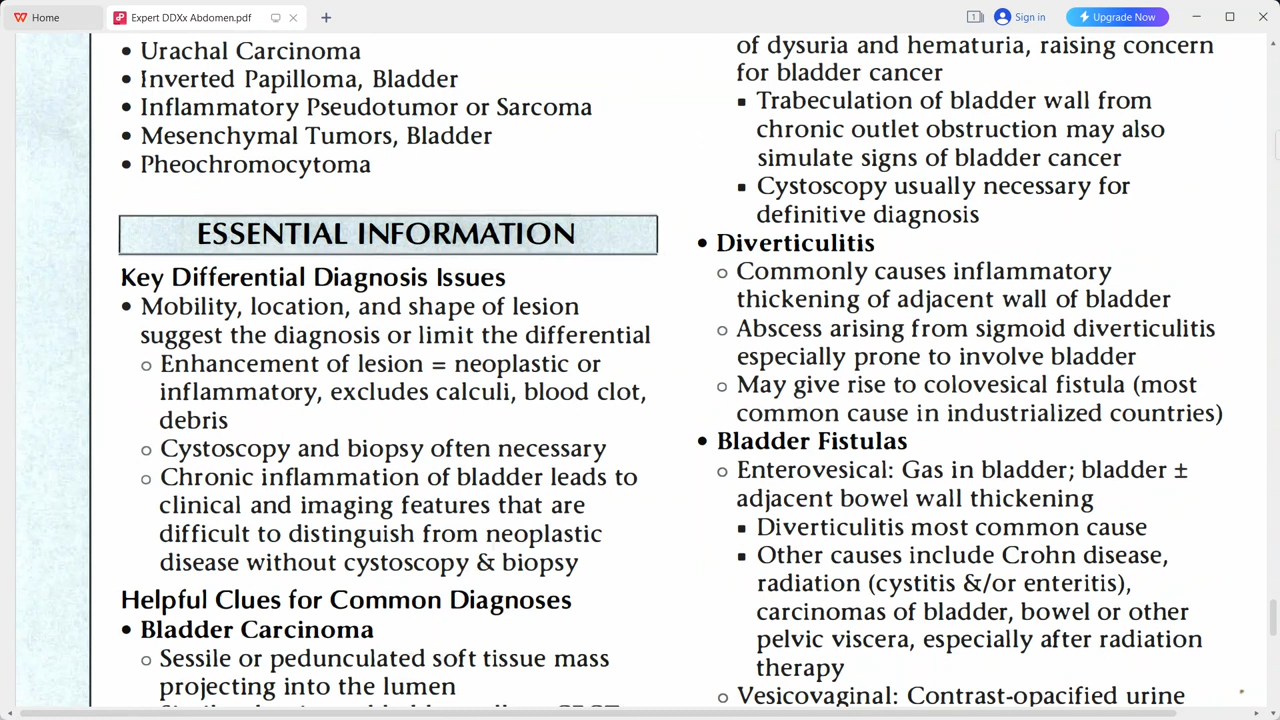 Home
Expert DDXx Abdomen.pdf
1
Sign in
Upgrade Now
• Urachal Carcinoma
• Inverted Papilloma, Bladder
• Inflammatory Pseudotumor or Sarcoma
• Mesenchymal Tumors, Bladder
• Pheochromocytoma
ESSENTIAL INFORMATION
Key Differential Diagnosis Issues
• Mobility, location, and shape of lesion
suggest the diagnosis or limit the differential
○ Enhancement of lesion = neoplastic or
inflammatory, excludes calculi, blood clot,
debris
○ Cystoscopy and biopsy often necessary
○ Chronic inflammation of bladder leads to
clinical and imaging features that are
difficult to distinguish from neoplastic
disease without cystoscopy & biopsy
Helpful Clues for Common Diagnoses
• Bladder Carcinoma
○ Sessile or pedunculated soft tissue mass
projecting into the lumen
of dysuria and hematuria, raising concern
for bladder cancer
▪ Trabeculation of bladder wall from
chronic outlet obstruction may also
simulate signs of bladder cancer
▪ Cystoscopy usually necessary for
definitive diagnosis
• Diverticulitis
○ Commonly causes inflammatory
thickening of adjacent wall of bladder
○ Abscess arising from sigmoid diverticulitis
especially prone to involve bladder
○ May give rise to colovesical fistula (most
common cause in industrialized countries)
• Bladder Fistulas
○ Enterovesical: Gas in bladder; bladder ±
adjacent bowel wall thickening
▪ Diverticulitis most common cause
▪ Other causes include Crohn disease,
radiation (cystitis &/or enteritis),
carcinomas of bladder, bowel or other
pelvic viscera, especially after radiation
therapy
○ Vesicovaginal: Contrast-opacified urine